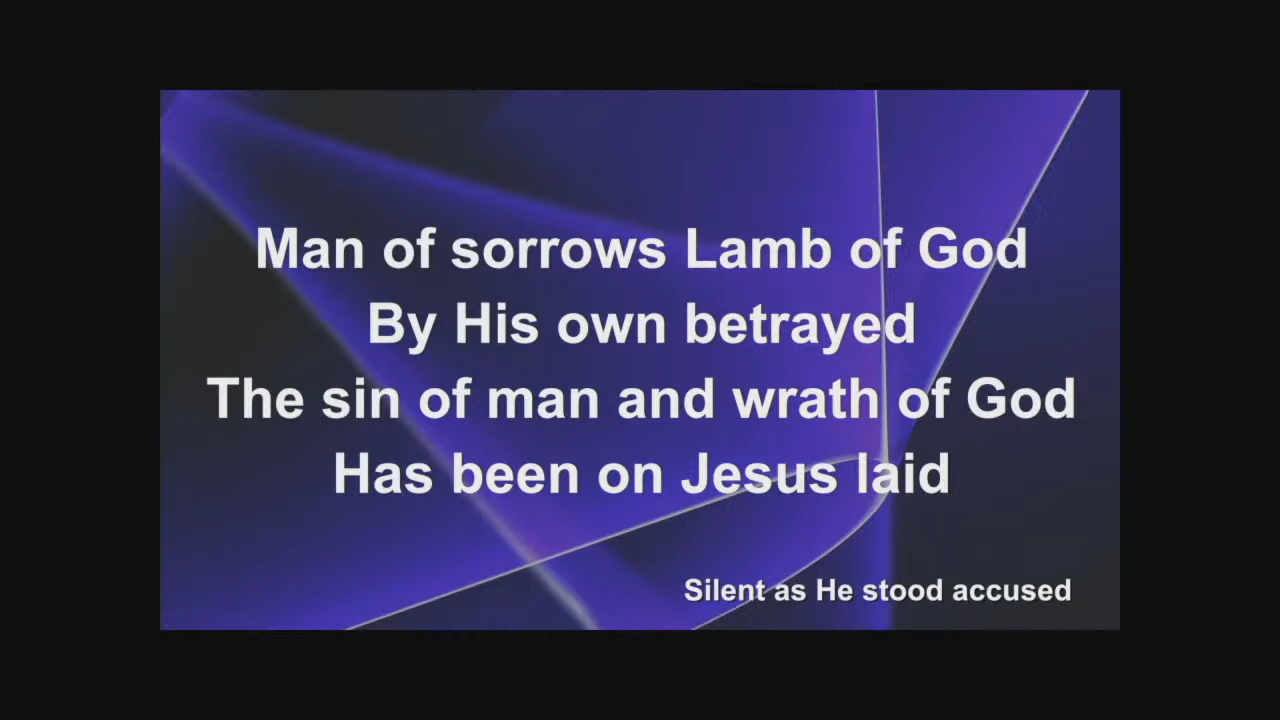 Man of sorrows Lamb of God
By His own betrayed
The sin of man and wrath of God
Has been on Jesus laid
Silent as He stood accused